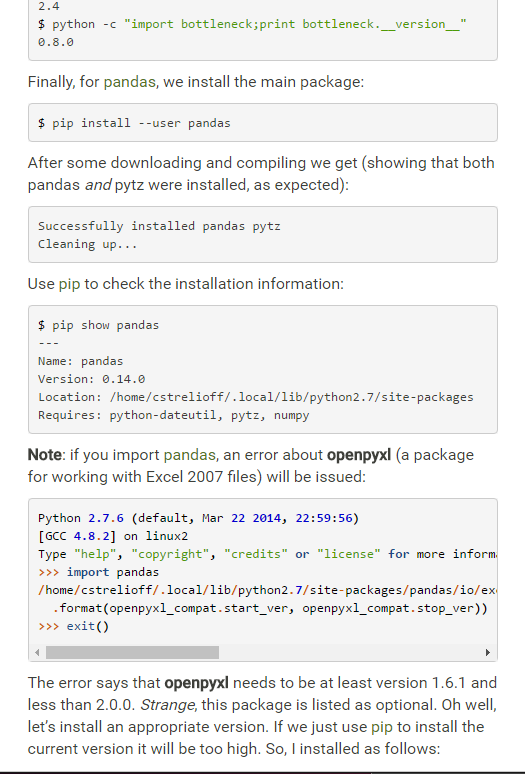 2.4
$ python -c "import bottleneck;print bottleneck.__version__"
0.8.0
Finally, for pandas, we install the main package:
$ pip install --user pandas
After some downloading and compiling we get (showing that both
pandas and pytz were installed, as expected):
Successfully installed pandas pytz
Cleaning up...
Use pip to check the installation information:
$ pip show pandas
---
Name: pandas
Version: 0.14.0
Location: /home/cstrelioff/.local/lib/python2.7/site-packages
Requires: python-dateutil, pytz, numpy
Note: if you import pandas, an error about openpyxl (a package
for working with Excel 2007 files) will be issued:
Python 2.7.6 (default, Mar 22 2014, 22:59:56)
[GCC 4.8.2] on linux2
Type "help", "copyright", "credits" or "license" for more inform
>>> import pandas
/home/cstrelioff/.local/lib/python2.7/site-packages/pandas/io/ex
.format(openpyxl_compat.start_ver, openpyxl_compat.stop_ver))
>>> exit()
The error says that openpyxl needs to be at least version 1.6.1 and
less than 2.0.0. Strange, this package is listed as optional. Oh well,
let's install an appropriate version. If we just use pip to install the
current version it will be too high. So, I installed as follows: